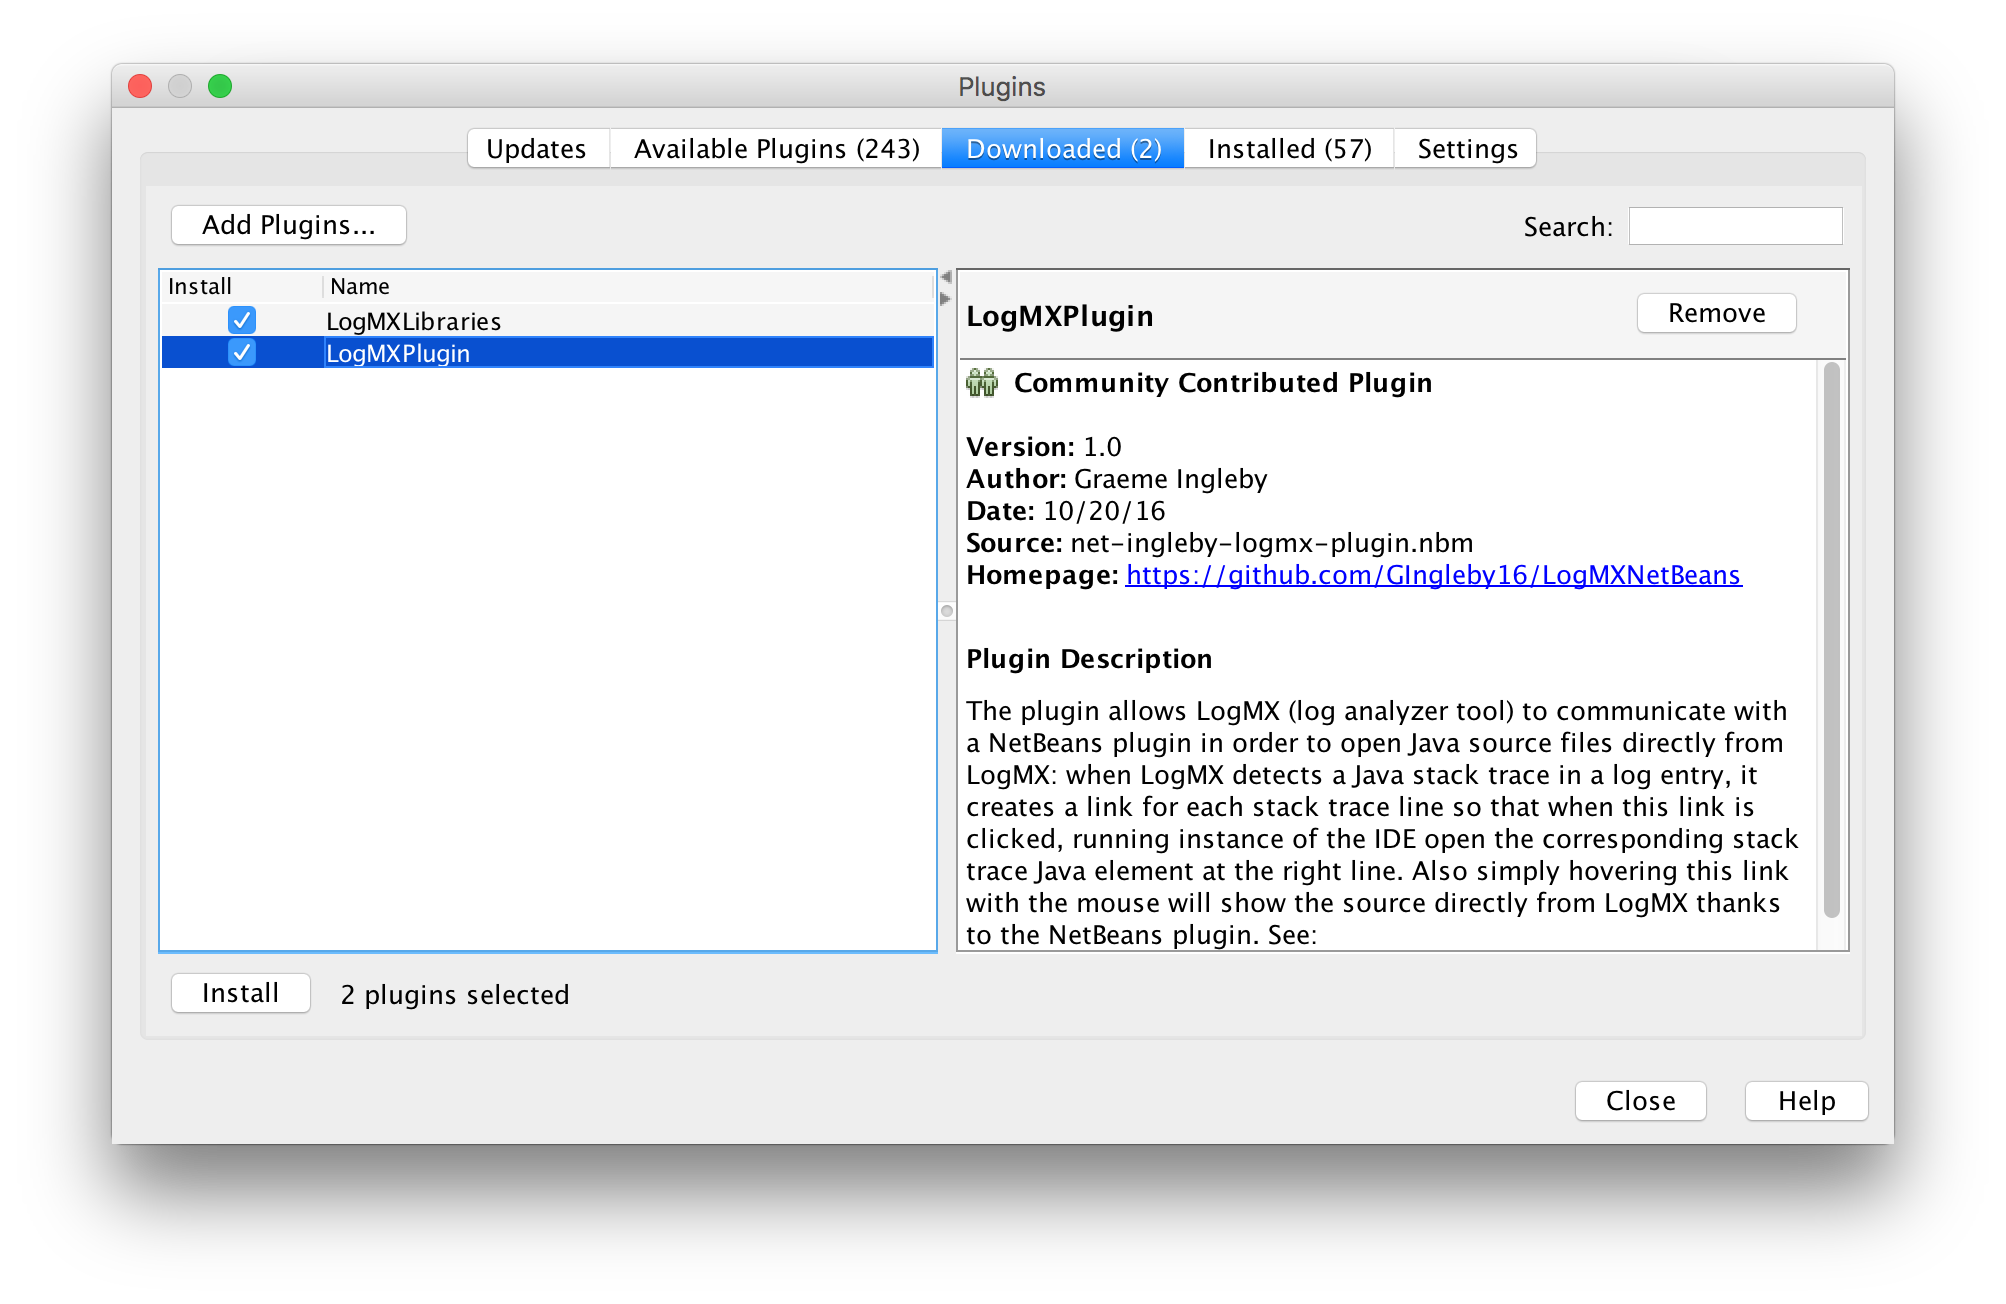 Plugins
Updates
Available Plugins (243)
Downloaded (2)
Installed (57)
Settings
Add Plugins...
Search:
Install
Name
LogMXLibraries
LogMXPlugin
LogMXPlugin
Remove
Community Contributed Plugin
Version: 1.0
Author: Graeme Ingleby
Date: 10/20/16
Source: net-ingleby-logmx-plugin.nbm
Homepage: https://github.com/GIngleby16/LogMXNetBeans
Plugin Description
The plugin allows LogMX (log analyzer tool) to communicate with
a NetBeans plugin in order to open Java source files directly from
LogMX: when LogMX detects a Java stack trace in a log entry, it
creates a link for each stack trace line so that when this link is
clicked, running instance of the IDE open the corresponding stack
trace Java element at the right line. Also simply hovering this link
with the mouse will show the source directly from LogMX thanks
to the NetBeans plugin. See:
Install
2 plugins selected
Close
Help